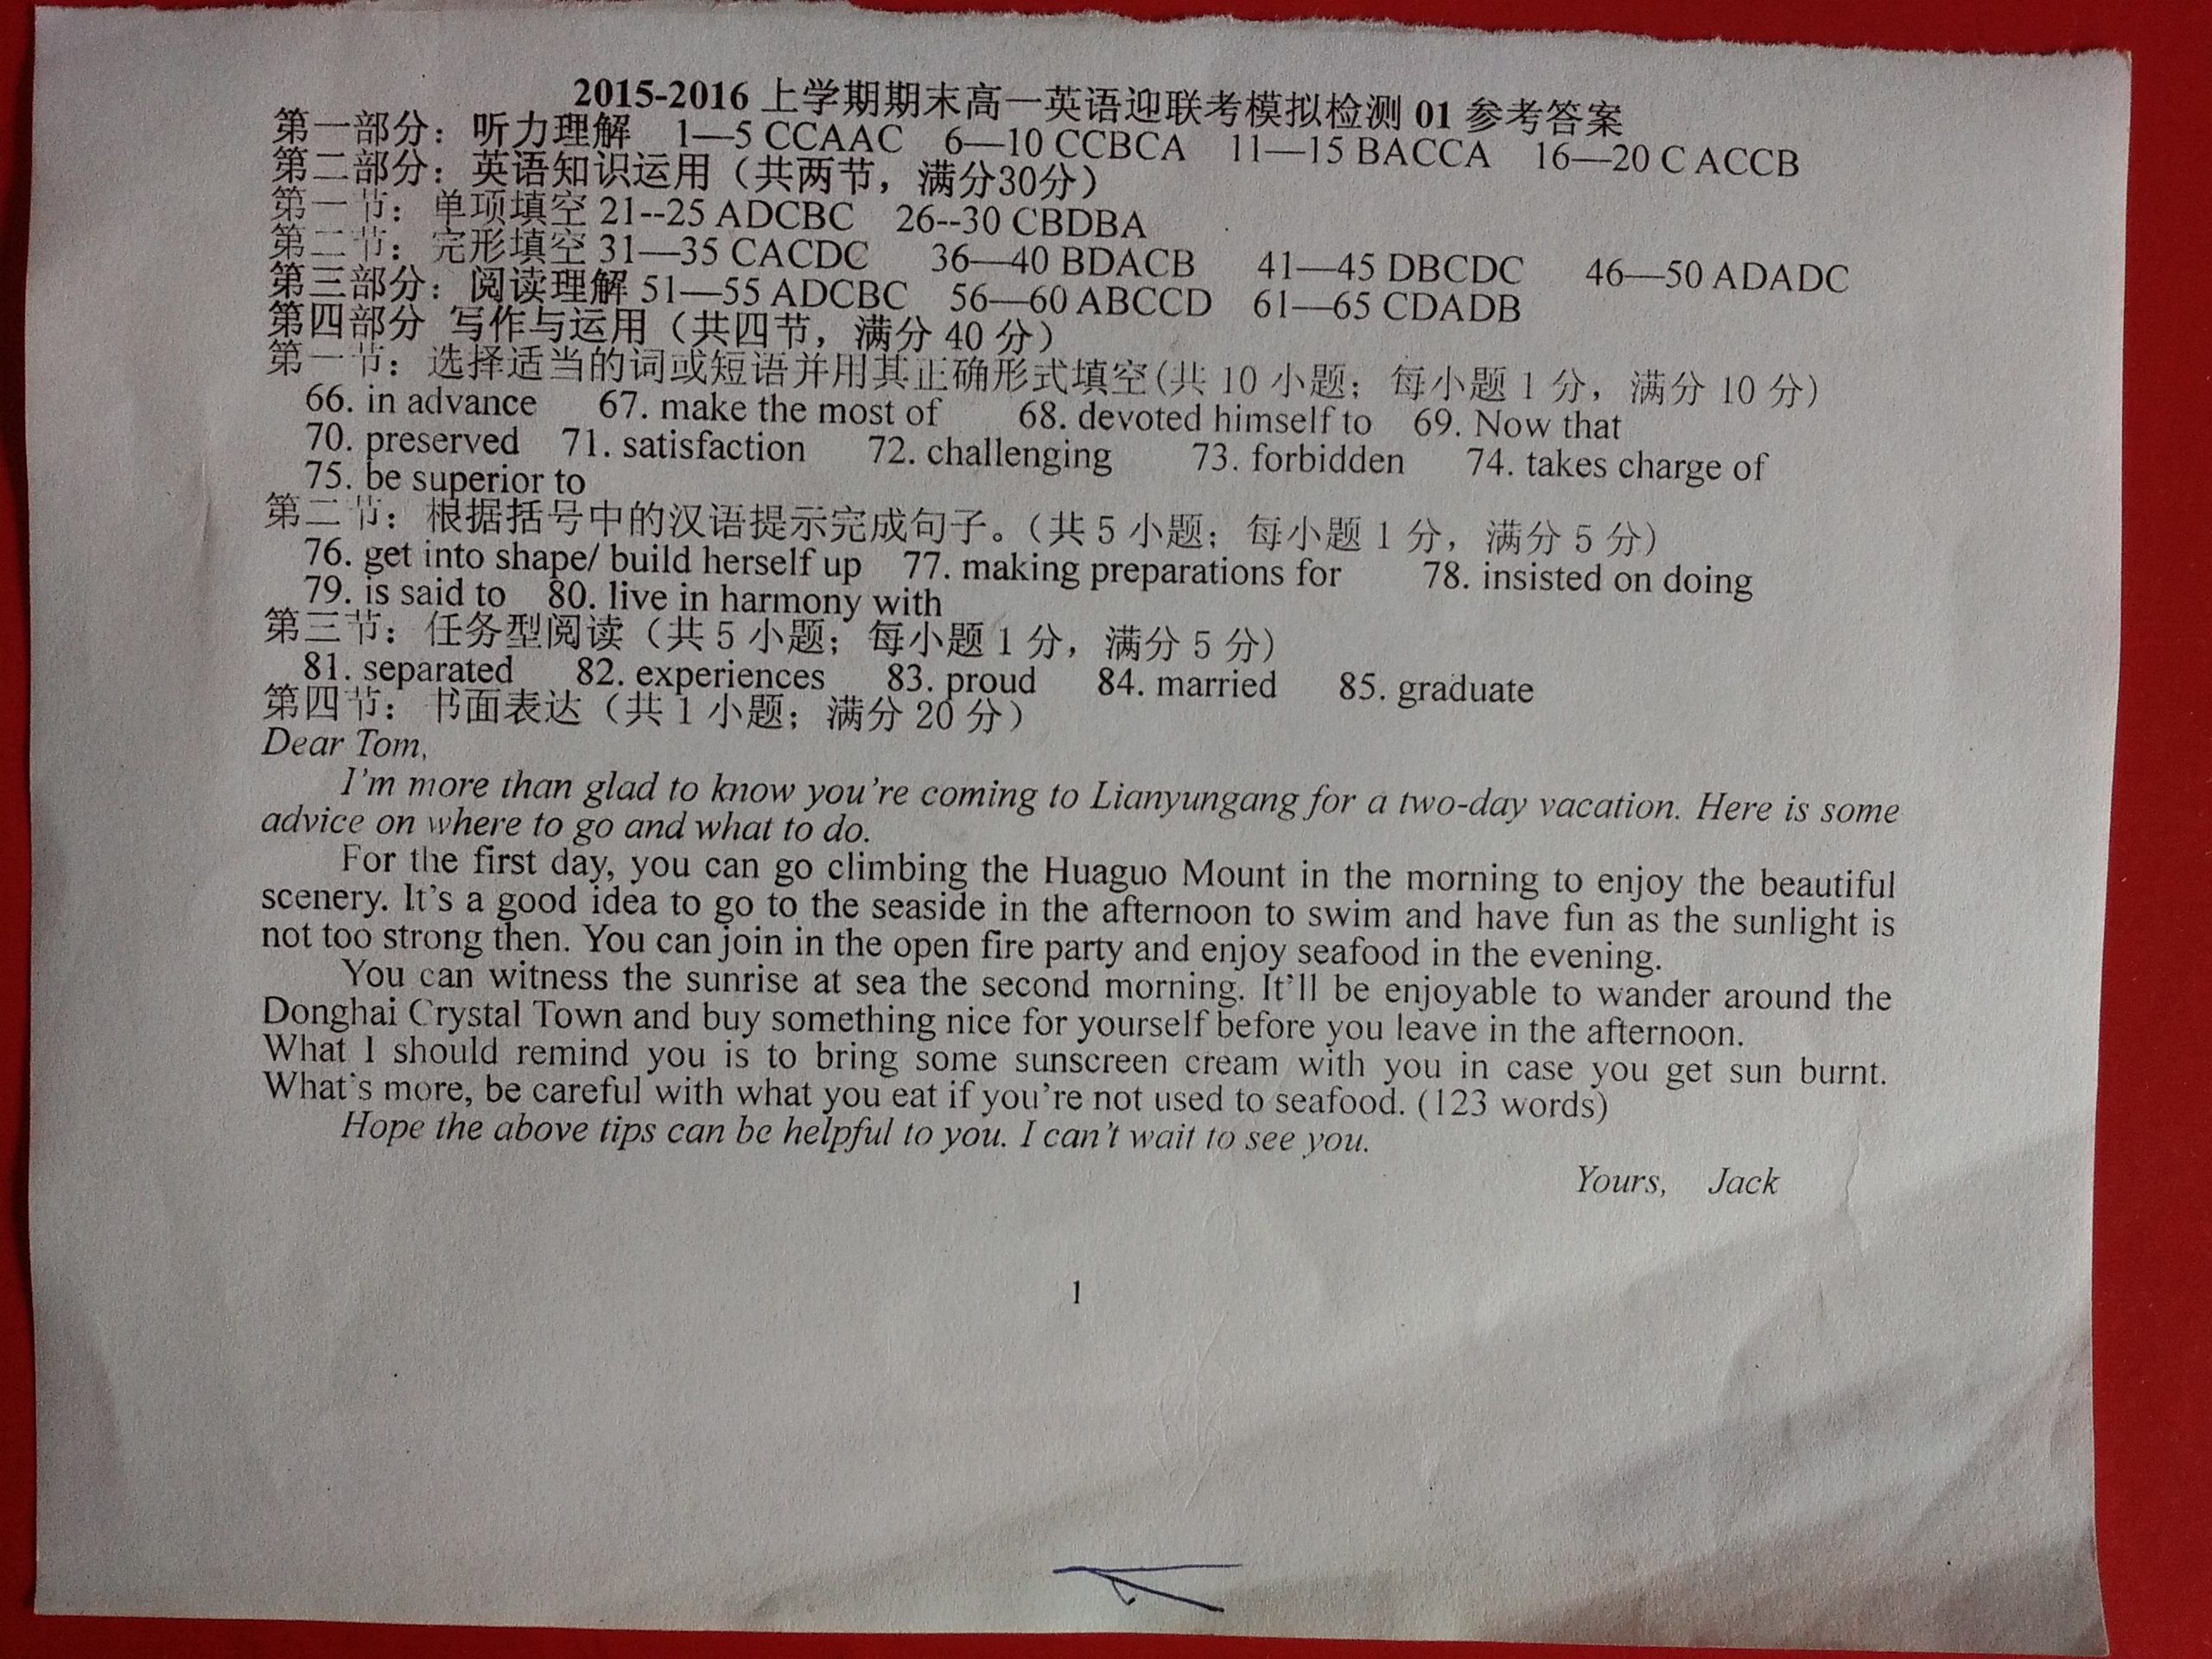 2015-2016 上学期期末高一英语迎联考模拟检测 01 参考答案
第一部分：听力理解 1—5 CCAAC 6—10 CCBCA 11—15 BACCA 16—20 C ACCB
第二部分：英语知识运用（共两节，满分30分）
第一节：单项填空 21--25 ADCBC 26--30 CBDBA
第二节：完形填空 31—35 CACDC 36—40 BDACB 41—45 DBCDC 46—50 ADADC
第三部分：阅读理解 51—55 ADCBC 56—60 ABCCD 61—65 CDADB
第四部分 写作与运用（共四节，满分 40 分）
第一节：选择适当的词或短语并用其正确形式填空(共 10 小题；每小题 1 分，满分 10 分)
66. in advance 67. make the most of 68. devoted himself to 69. Now that
70. preserved 71. satisfaction 72. challenging 73. forbidden 74. takes charge of
75. be superior to
第二节：根据括号中的汉语提示完成句子。（共 5 小题；每小题 1 分，满分 5 分）
76. get into shape/ build herself up 77. making preparations for 78. insisted on doing
79. is said to 80. live in harmony with
第三节：任务型阅读（共 5 小题；每小题 1 分，满分 5 分）
81. separated 82. experiences 83. proud 84. married 85. graduate
第四节：书面表达（共 1 小题；满分 20 分）
Dear Tom,
I'm more than glad to know you're coming to Lianyungang for a two-day vacation. Here is some
advice on where to go and what to do.
For the first day, you can go climbing the Huaguo Mount in the morning to enjoy the beautiful
scenery. It's a good idea to go to the seaside in the afternoon to swim and have fun as the sunlight is
not too strong then. You can join in the open fire party and enjoy seafood in the evening.
You can witness the sunrise at sea the second morning. It'll be enjoyable to wander around the
Donghai Crystal Town and buy something nice for yourself before you leave in the afternoon.
What I should remind you is to bring some sunscreen cream with you in case you get sun burnt.
What's more, be careful with what you eat if you're not used to seafood. (123 words)
Hope the above tips can be helpful to you. I can't wait to see you.
Yours, Jack
1